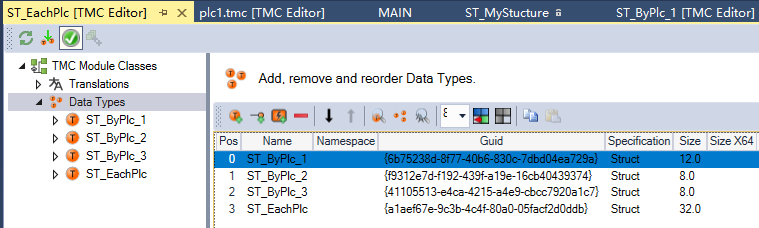 ST_EachPlc [TMC Editor] plc1.tmc [TMC Editor] MAIN ST_MyStucture ST_ByPlc_1 [TMC Editor]
TMC Module Classes
Translations
Data Types
ST_ByPlc_1
ST_ByPlc_2
ST_ByPlc_3
ST_EachPlc
Add, remove and reorder Data Types.
Pos Name Namespace Guid Specification Size Size X64
0 ST_ByPlc_1 {6b75238d-8f77-40b6-830c-7dbd04ea729a} Struct 12.0
1 ST_ByPlc_2 {f9312e7d-f192-439f-a19e-16cb40439374} Struct 8.0
2 ST_ByPlc_3 {41105513-e4ca-4215-a4e9-cbcc7920a1c7} Struct 8.0
3 ST_EachPlc {a1aef67e-9c3b-4c4f-80a0-05facf2d0ddb} Struct 32.0